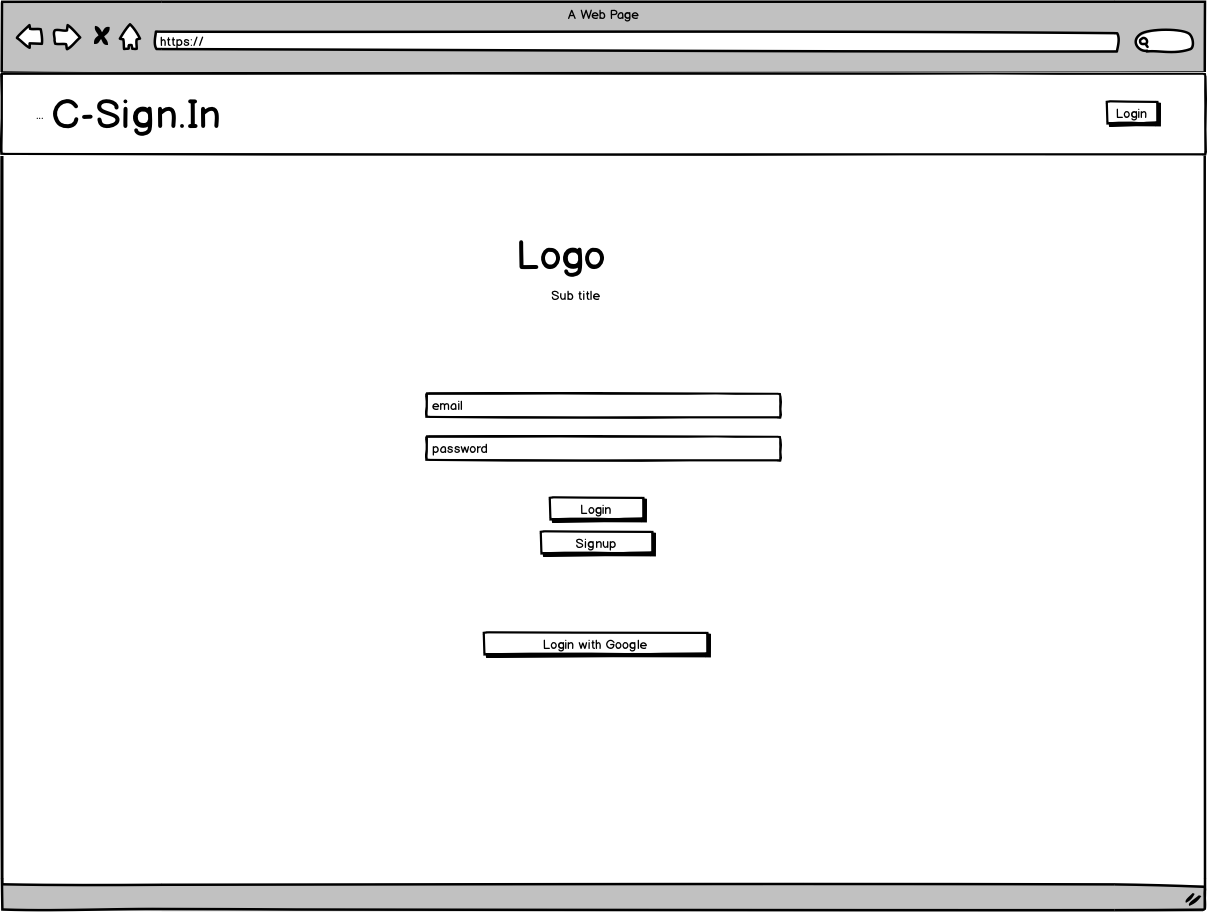 A Web Page
https://
... C-Sign.In
Login
Logo
Sub title
email
password
Login
Signup
Login with Google